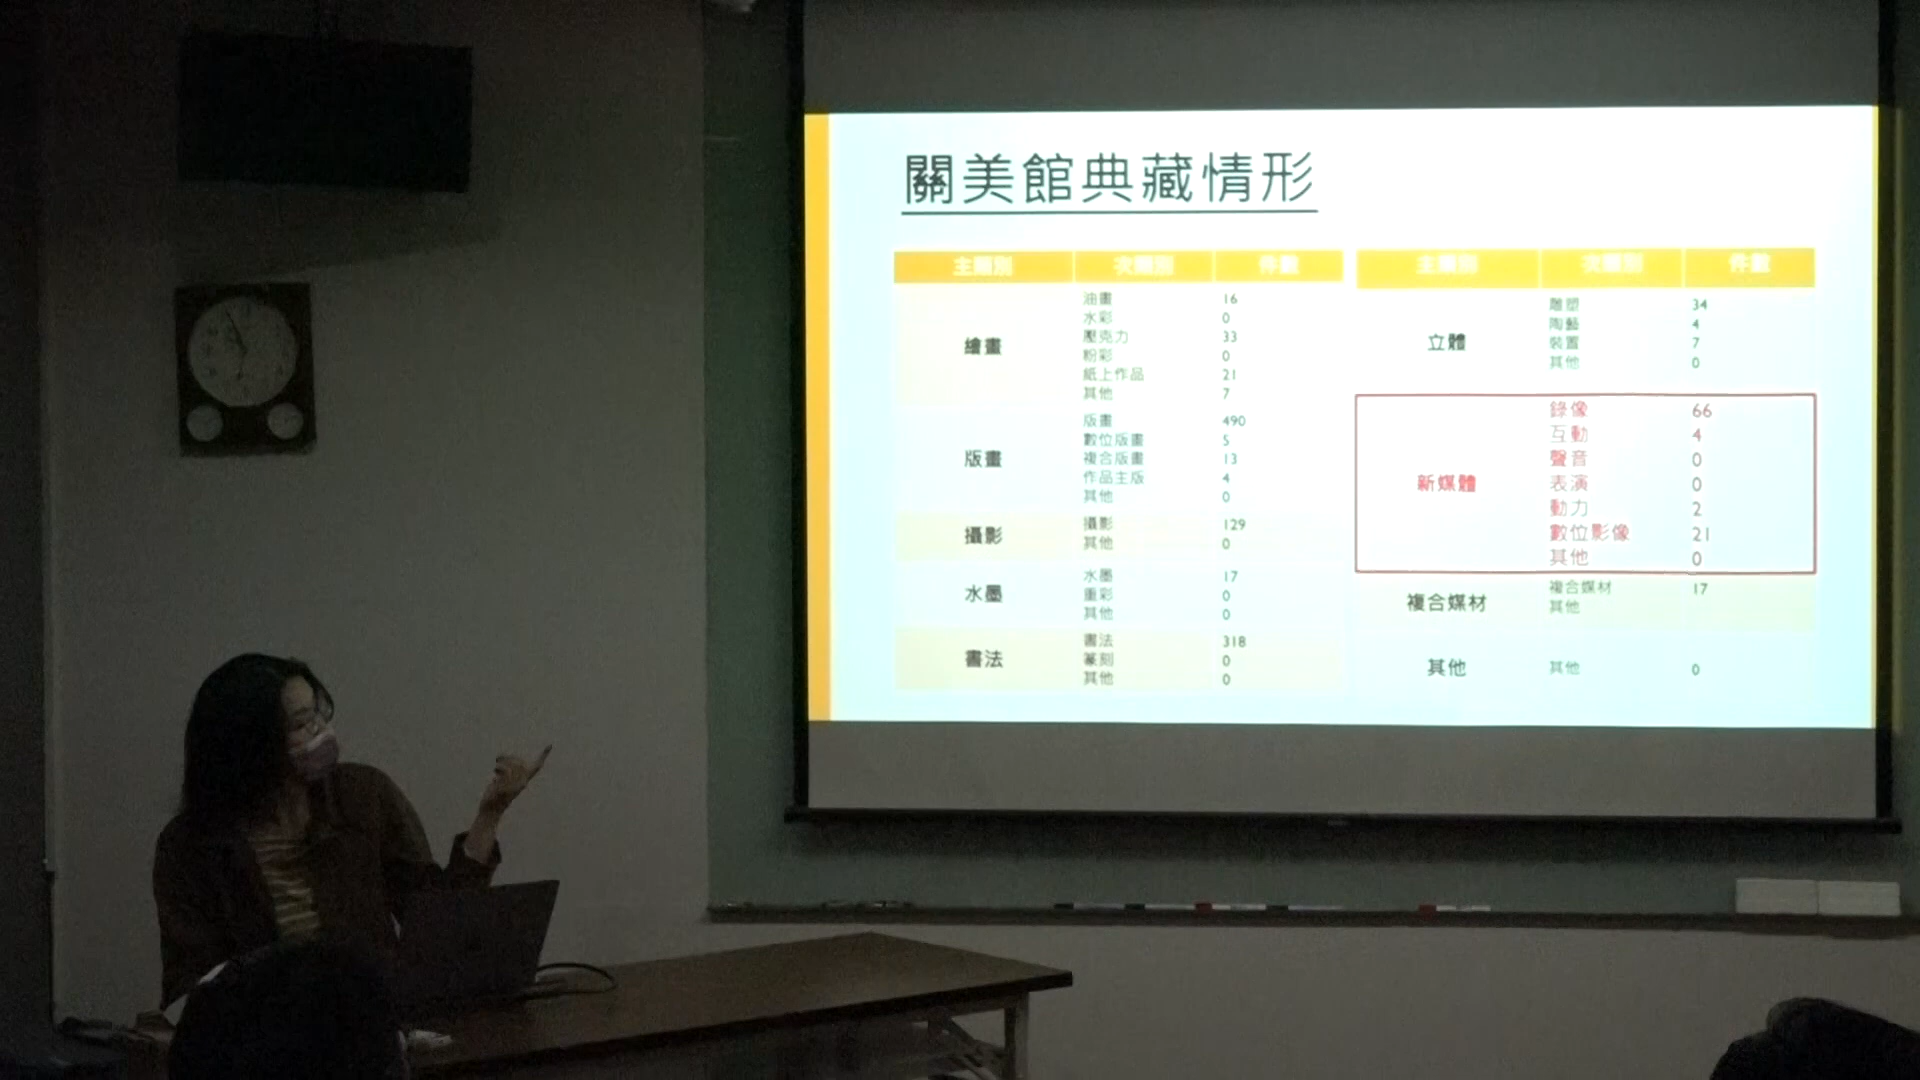 關美館典藏情形
主類別 次類別 件數
繪畫
油畫 16
水彩 0
壓克力 33
粉彩 0
紙上作品 21
其他 7
版畫
版畫 490
數位版畫 5
複合版畫 13
作品主版 4
其他 0
攝影
攝影 129
其他 0
水墨
水墨 17
重彩 0
其他 0
書法
書法 318
篆刻 0
其他 0
主類別 次類別 件數
立體
雕塑 34
陶藝 4
裝置 7
其他 0
新媒體
錄像 66
互動 4
聲音 0
表演 0
動力 2
數位影像 21
其他 0
複合媒材
複合媒材 17
其他
其他
其他 0